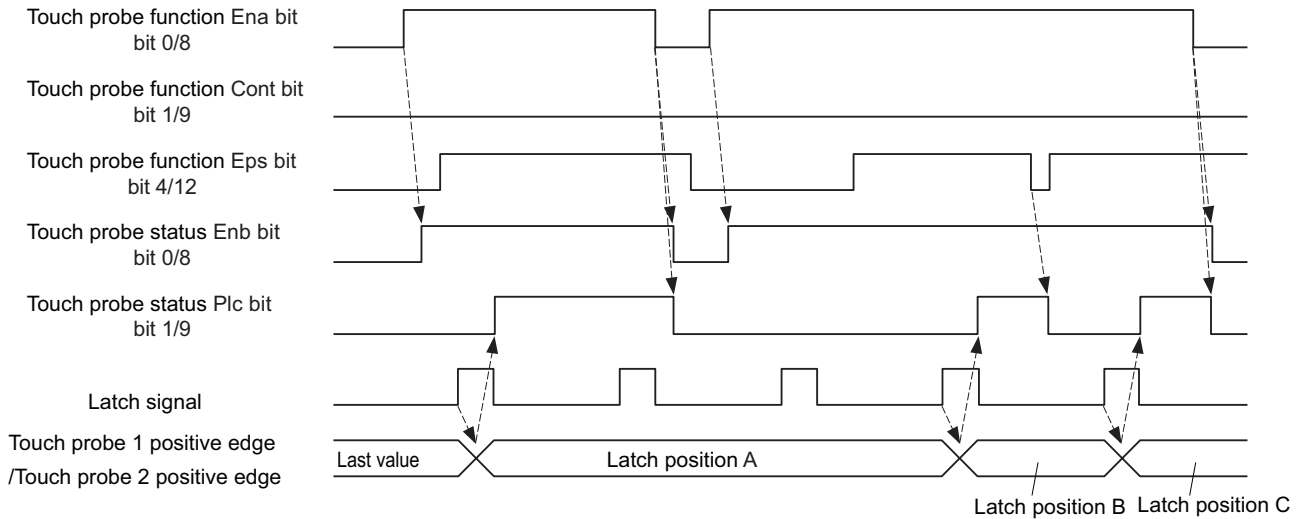 Touch probe function Ena bit
bit 0/8
Touch probe function Cont bit
bit 1/9
Touch probe function Eps bit
bit 4/12
Touch probe status Enb bit
bit 0/8
Touch probe status Plc bit
bit 1/9
Latch signal
Touch probe 1 positive edge
/Touch probe 2 positive edge
Last value
Latch position A
Latch position B
Latch position C